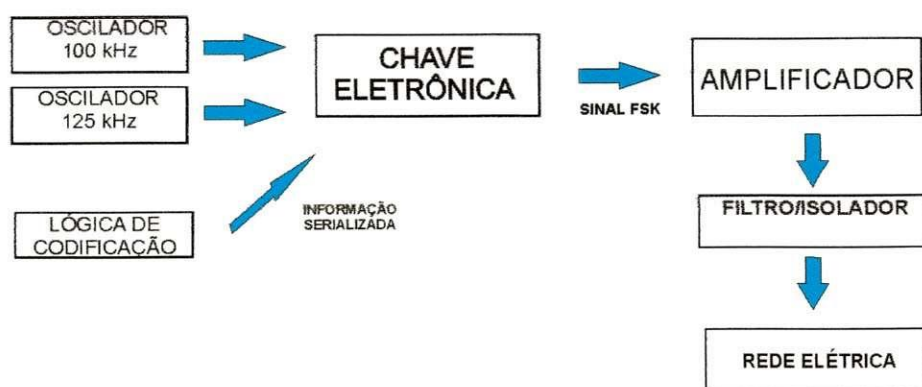 OSCILADOR
100 kHz
OSCILADOR
125 kHz
LÓGICA DE
CODIFICAÇÃO
CHAVE
ELETRÔNICA
INFORMAÇÃO
SERIALIZADA
SINAL FSK
AMPLIFICADOR
FILTRO/ISOLADOR
REDE ELÉTRICA